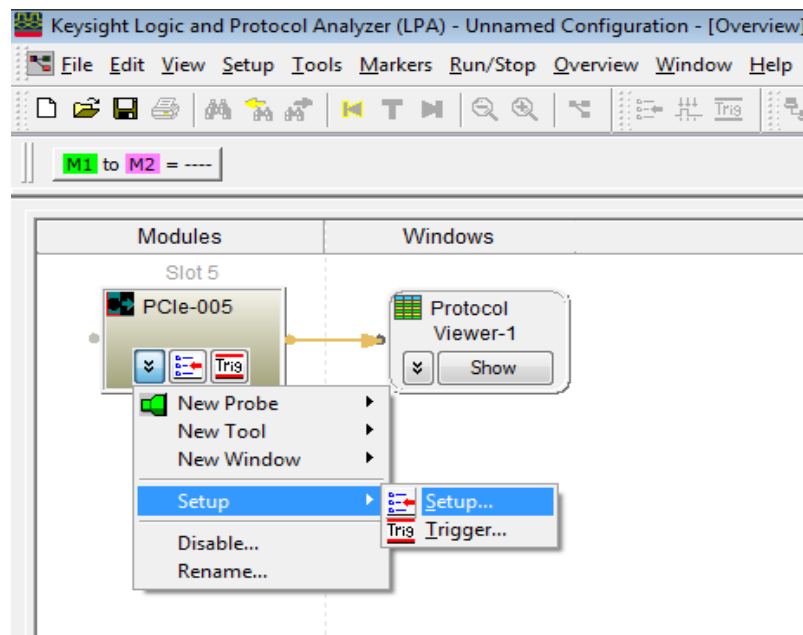 Keysight Logic and Protocol Analyzer (LPA) - Unnamed Configuration - [Overview]
File Edit View Setup Tools Markers Run/Stop Overview Window Help
T Trig
M1 to M2 = ----
Modules Windows
Slot 5
PCIe-005
Trig
Protocol
Viewer-1
Show
New Probe
New Tool
New Window
Setup
Setup...
Trig Trigger...
Disable...
Rename...